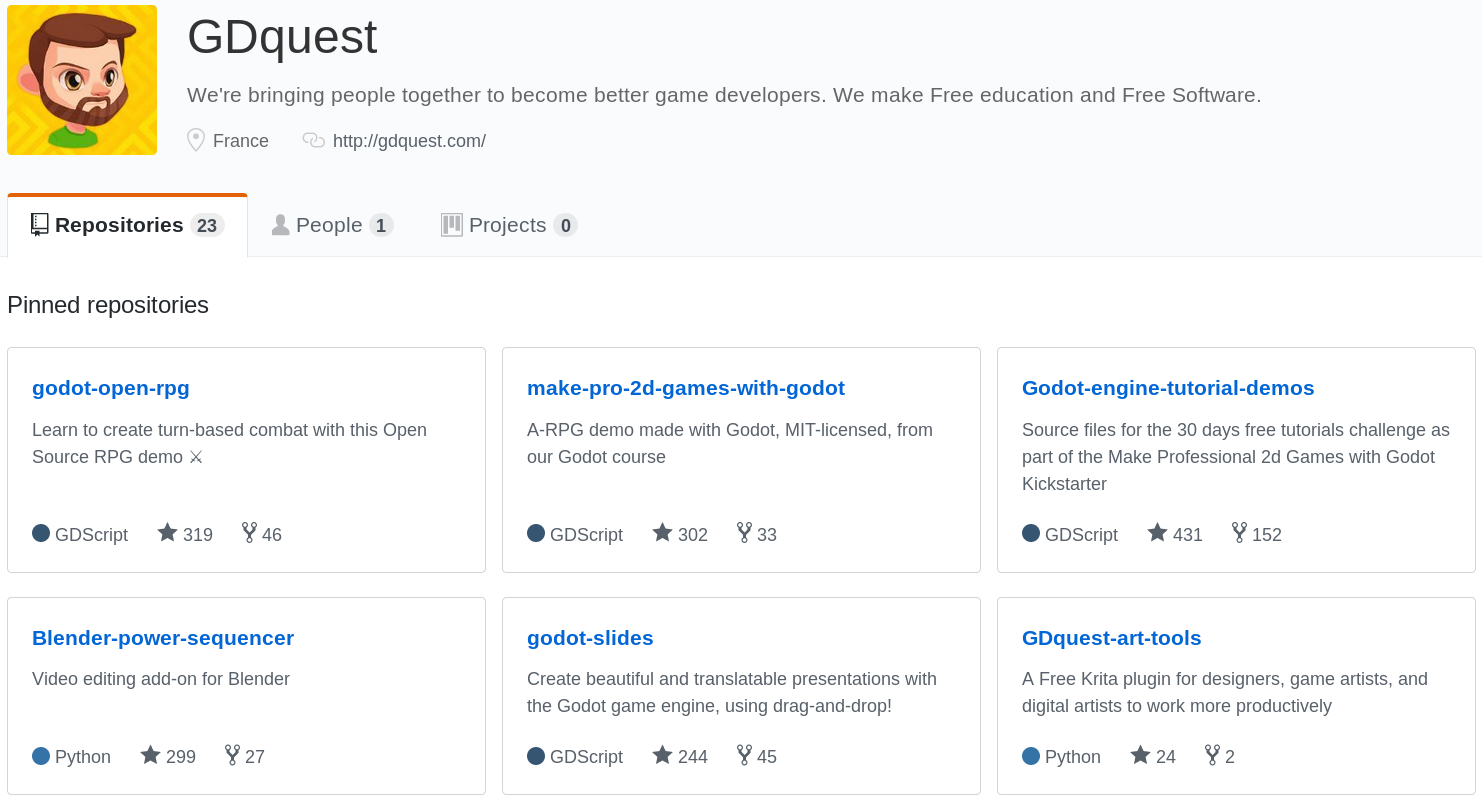 GDquest
We're bringing people together to become better game developers. We make Free education and Free Software.
France http://gdquest.com/
Repositories 23 People 1 Projects 0
Pinned repositories
godot-open-rpg
Learn to create turn-based combat with this Open
Source RPG demo ⚔
GDScript 319 46
make-pro-2d-games-with-godot
A-RPG demo made with Godot, MIT-licensed, from
our Godot course
GDScript 302 33
Godot-engine-tutorial-demos
Source files for the 30 days free tutorials challenge as
part of the Make Professional 2d Games with Godot
Kickstarter
GDScript 431 152
Blender-power-sequencer
Video editing add-on for Blender
Python 299 27
godot-slides
Create beautiful and translatable presentations with
the Godot game engine, using drag-and-drop!
GDScript 244 45
GDquest-art-tools
A Free Krita plugin for designers, game artists, and
digital artists to work more productively
Python 24 2